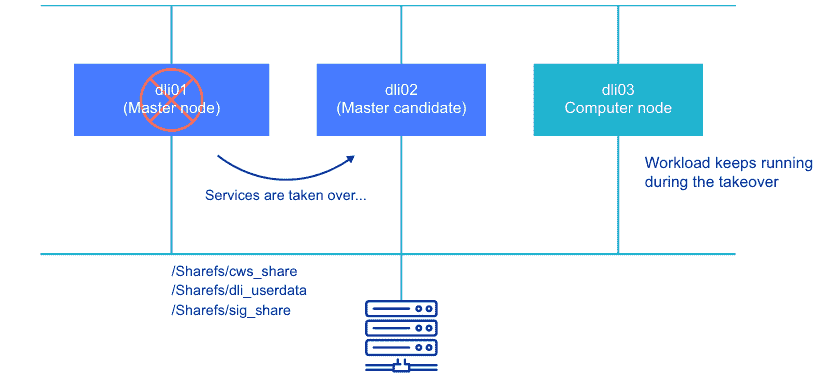 dli01
(Master node)
dli02
(Master candidate)
dli03
Computer node
Services are taken over...
Workload keeps running
during the takeover
/Sharefs/cws_share
/Sharefs/dli_userdata
/Sharefs/sig_share